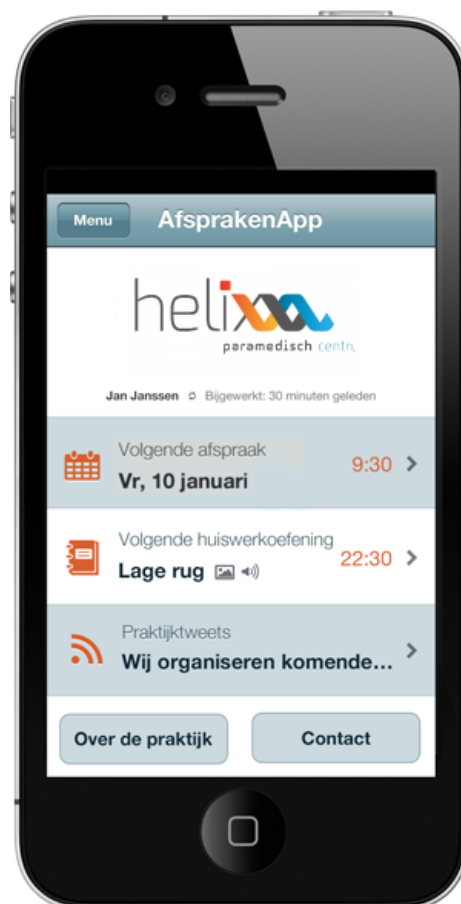 Menu
AfsprakenApp
helix
paramedisch centr.
Jan Janssen Bijgewerkt: 30 minuten geleden
Volgende afspraak
Vr, 10 januari
9:30
Volgende huiswerkoefening
Lage rug
22:30
Praktijktweets
Wij organiseren komende...
Over de praktijk
Contact